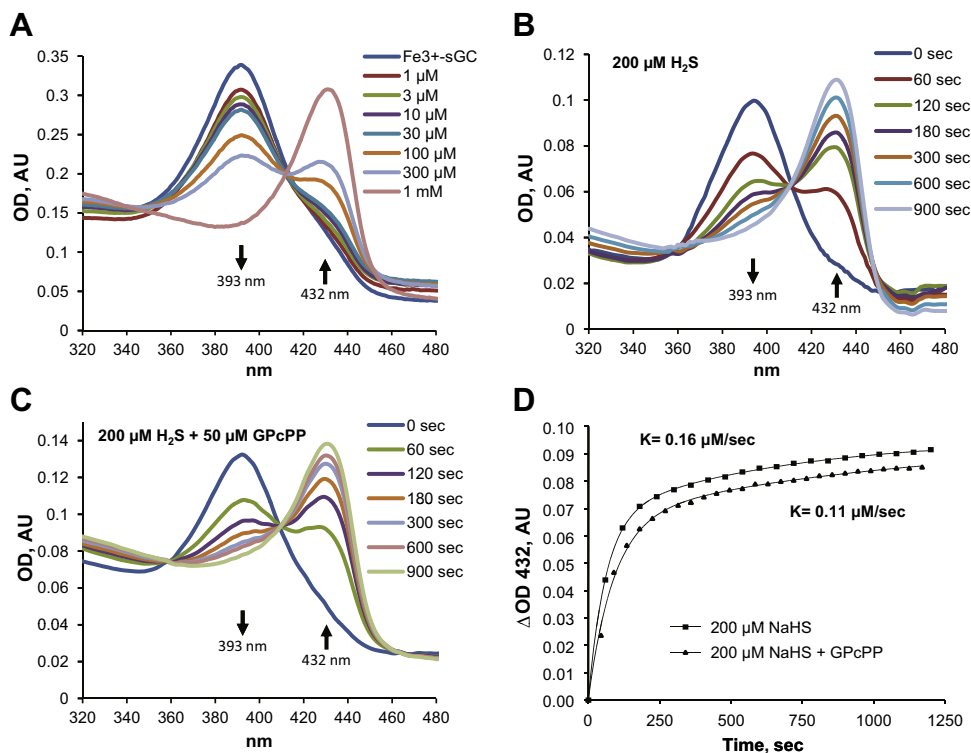 A
OD, AU
0.35
0.3
0.25
0.2
0.15
0.1
0.05
0
320 340 360 380 400 420 440 460 480
nm
393 nm
432 nm
Fe3+-sGC
1 µM
3 µM
10 µM
30 µM
100 µM
300 µM
1 mM
B
200 µM H₂S
OD, AU
0.12
0.1
0.08
0.06
0.04
0.02
0
320 340 360 380 400 420 440 460 480
nm
393 nm
432 nm
0 sec
60 sec
120 sec
180 sec
300 sec
600 sec
900 sec
C
200 µM H₂S + 50 µM GPcPP
OD, AU
0.14
0.12
0.1
0.08
0.06
0.04
0.02
0
320 340 360 380 400 420 440 460 480
nm
393 nm
432 nm
0 sec
60 sec
120 sec
180 sec
300 sec
600 sec
900 sec
D
K= 0.16 µM/sec
K= 0.11 µM/sec
ΔOD 432, AU
0.10
0.09
0.08
0.07
0.06
0.05
0.04
0.03
0.02
0.01
0.00
200 µM NaHS
200 µM NaHS + GPcPP
0 250 500 750 1000 1250
Time, sec